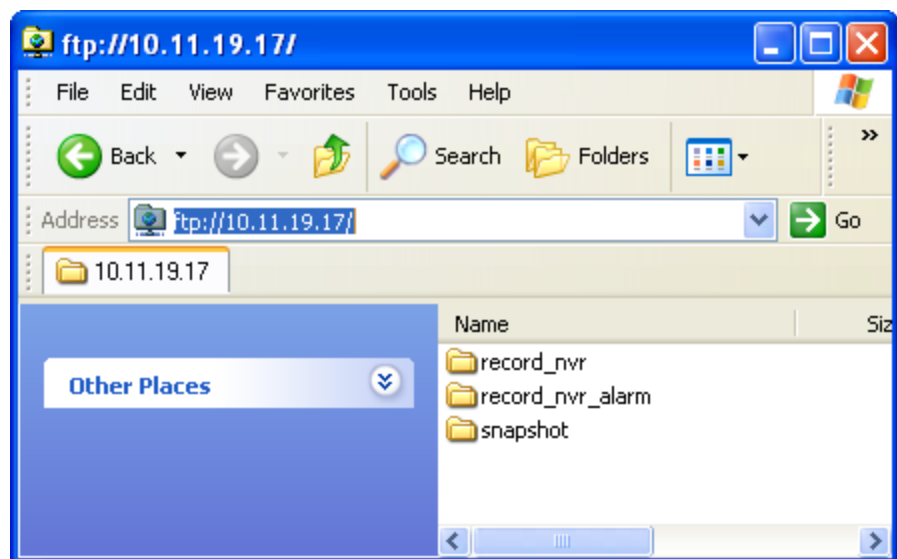 ftp://10.11.19.17/
File Edit View Favorites Tools Help
Back Search Folders »
Address ftp://10.11.19.17/ Go
10.11.19.17
Name Siz
Other Places
record_nvr
record_nvr_alarm
snapshot